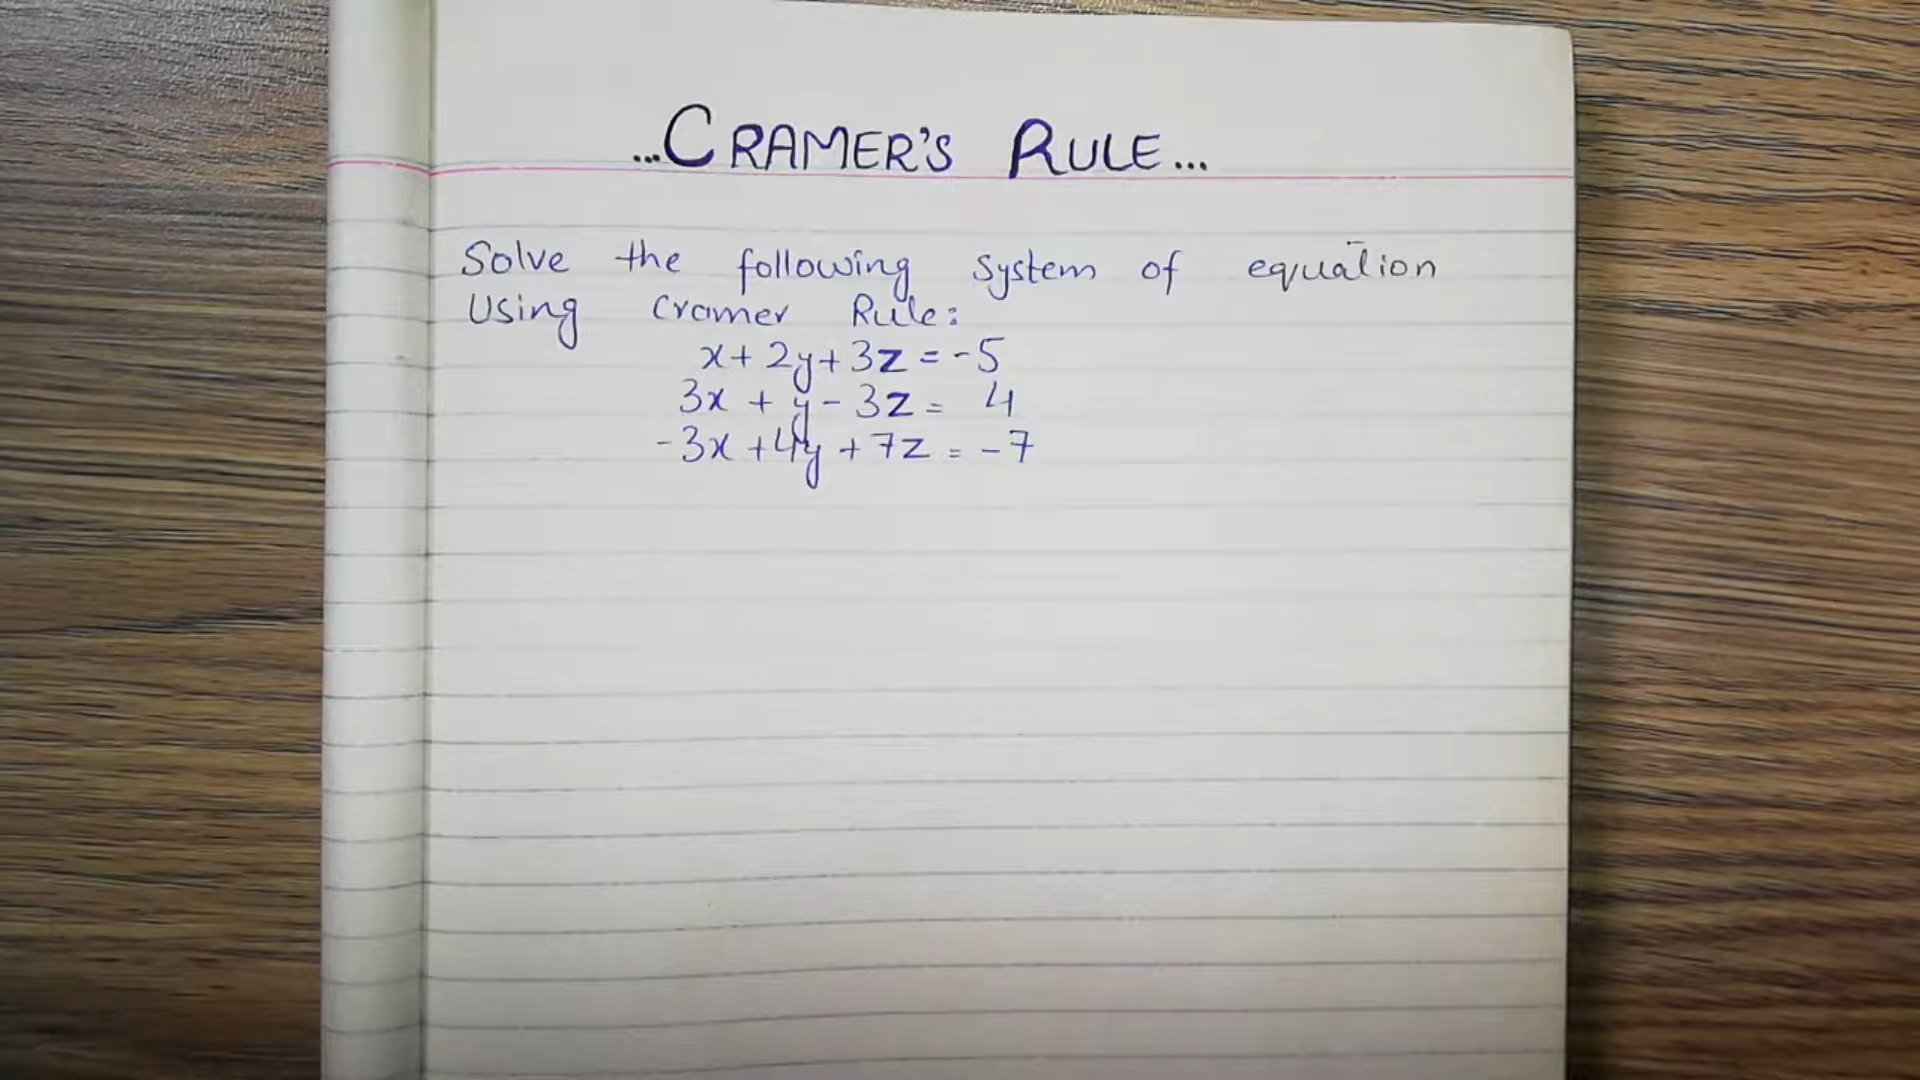 ...CRAMER'S RULE...
Solve the following system of equation
Using Cramer Rule:
x + 2y + 3z = -5
3x + y - 3z = 4
-3x + 4y + 7z = -7